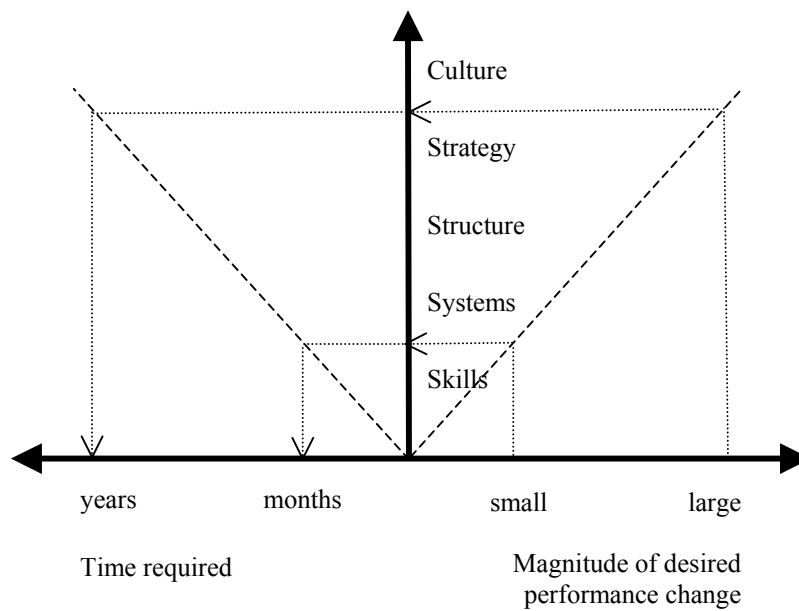 Culture
Strategy
Structure
Systems
Skills
years months small large
Time required
Magnitude of desired
performance change